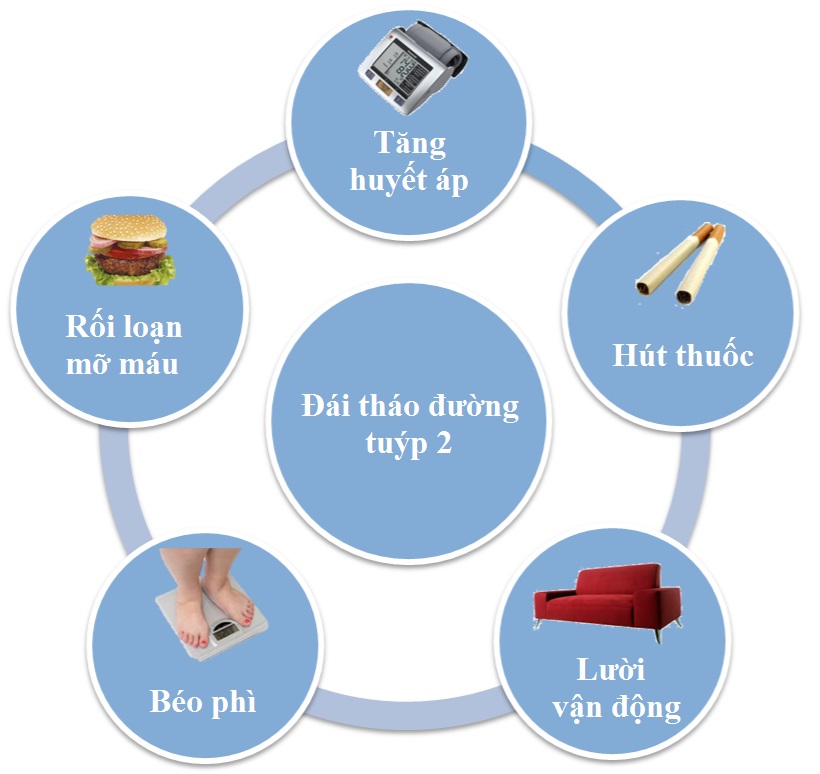 Tăng
huyết áp
Hút thuốc
Lười
vận động
Béo phì
Rối loạn
mỡ máu
Đái tháo đường
tuýp 2